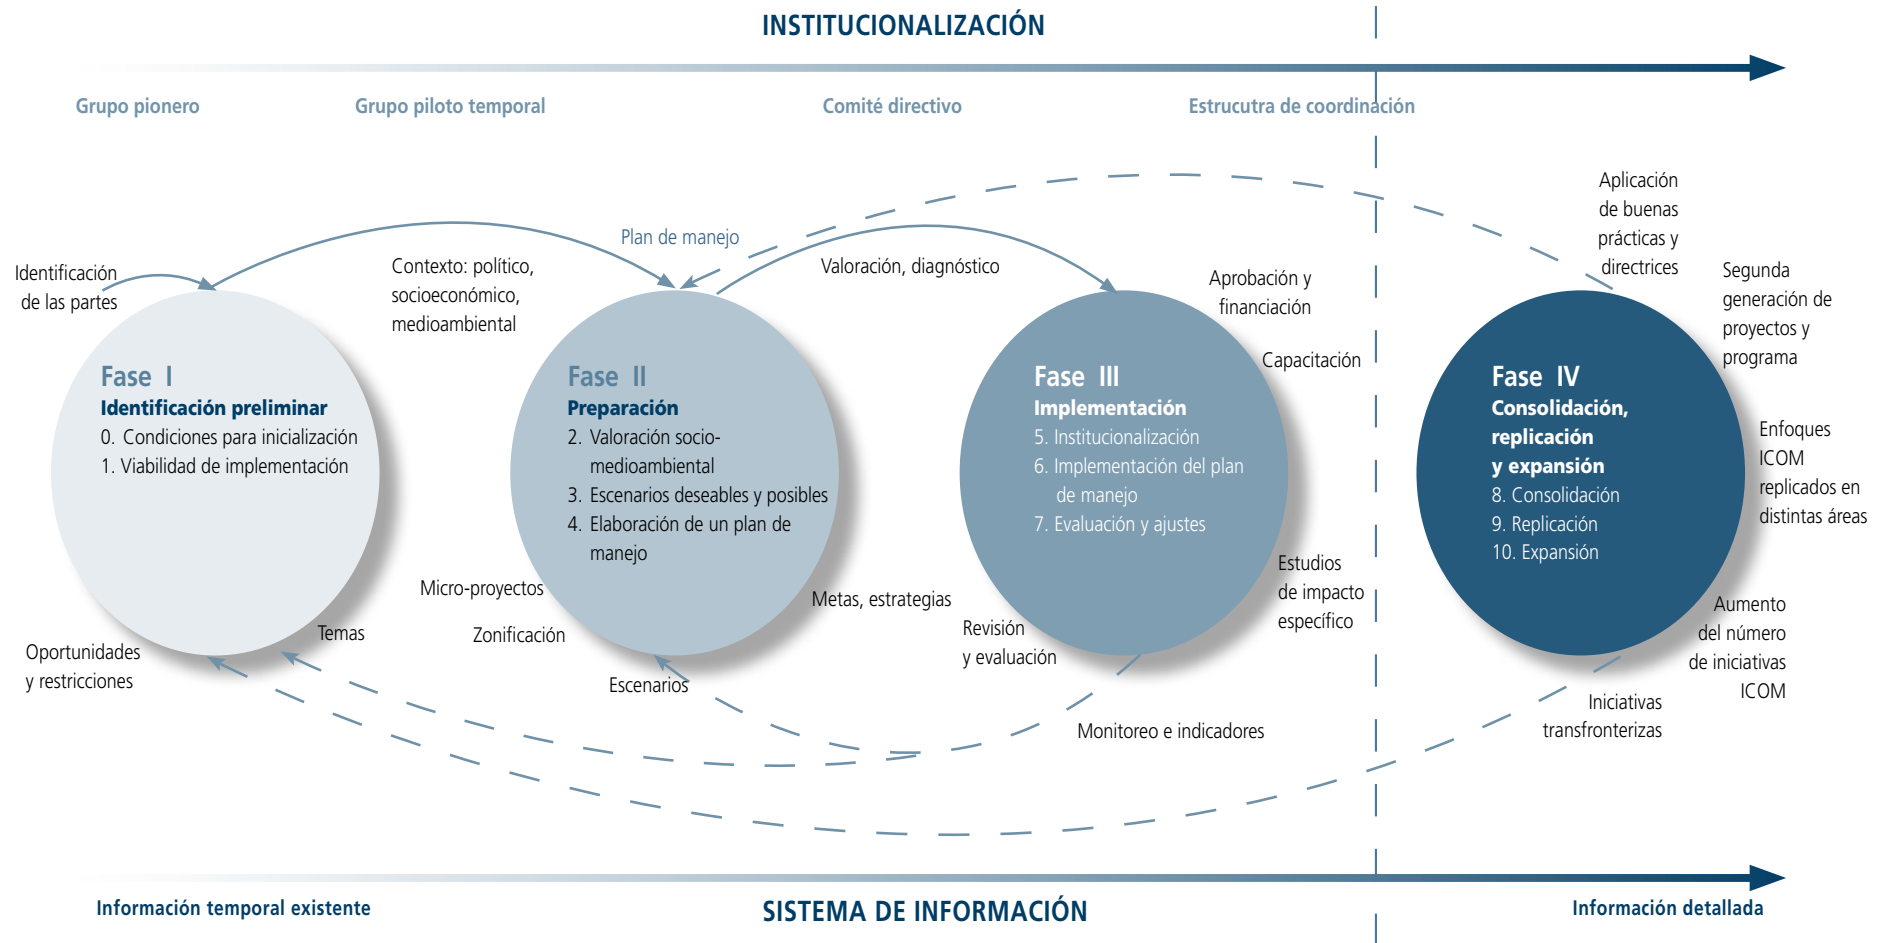 INSTITUCIONALIZACIÓN
Grupo pionero
Grupo piloto temporal
Comité directivo
Estrucutra de coordinación
Identificación
de las partes
Fase I
Identificación preliminar
0. Condiciones para inicialización
1. Viabilidad de implementación
Oportunidades
y restricciones
Temas
Contexto: político,
socioeconómico,
medioambiental
Plan de manejo
Fase II
Preparación
2. Valoración socio-
medioambiental
3. Escenarios deseables y posibles
4. Elaboración de un plan de
manejo
Micro-proyectos
Zonificación
Escenarios
Metas, estrategias
Valoración, diagnóstico
Fase III
Implementación
5. Institucionalización
6. Implementación del plan
de manejo
7. Evaluación y ajustes
Aprobación y
financiación
Capacitación
Estudios
de impacto
específico
Revisión
y evaluación
Monitoreo e indicadores
Fase IV
Consolidación,
replicación
y expansión
8. Consolidación
9. Replicación
10. Expansión
Aplicación
de buenas
prácticas y
directrices
Segunda
generación de
proyectos y
programa
Enfoques
ICOM
replicados en
distintas áreas
Aumento
del número
de iniciativas
ICOM
Iniciativas
transfronterizas
Información temporal existente
SISTEMA DE INFORMACIÓN
Información detallada